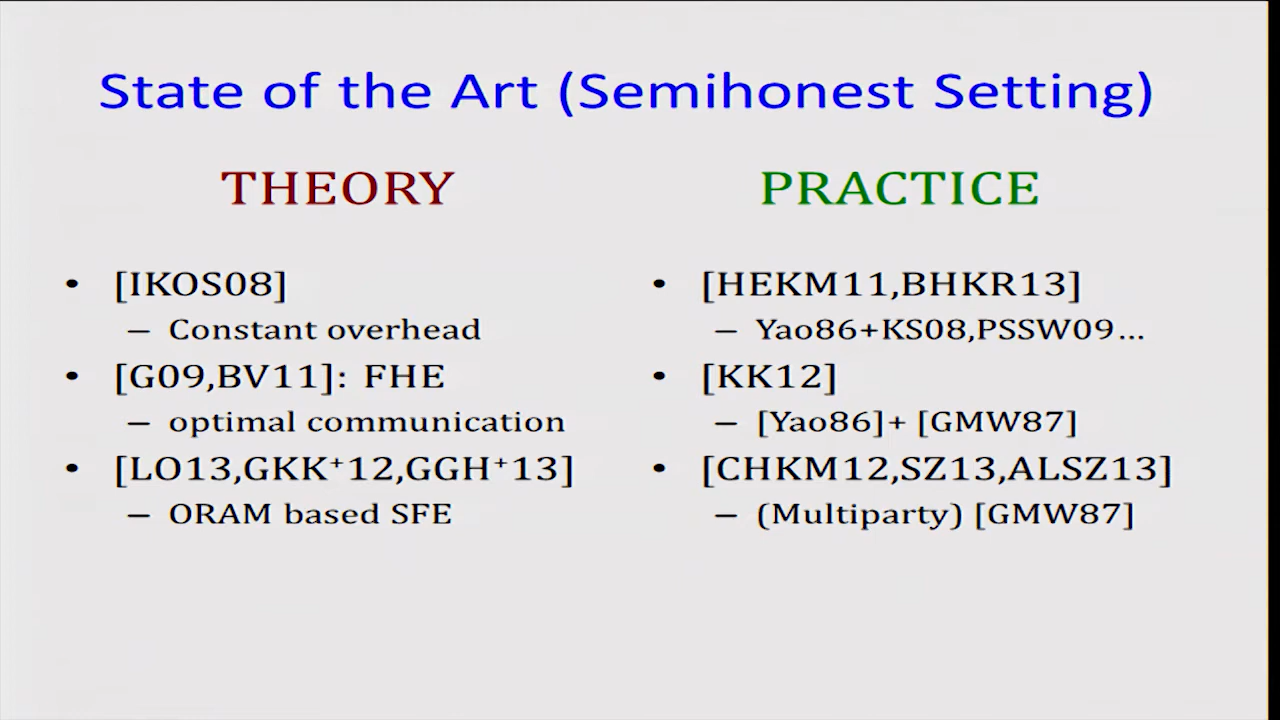 State of the Art (Semihonest Setting)
THEORY
• [IKOS08]
– Constant overhead
• [G09,BV11]: FHE
– optimal communication
• [LO13,GKK⁺12,GGH⁺13]
– ORAM based SFE
PRACTICE
• [HEKM11,BHKR13]
– Yao86+KS08,PSSW09...
• [KK12]
– [Yao86]+ [GMW87]
• [CHKM12,SZ13,ALSZ13]
– (Multiparty) [GMW87]